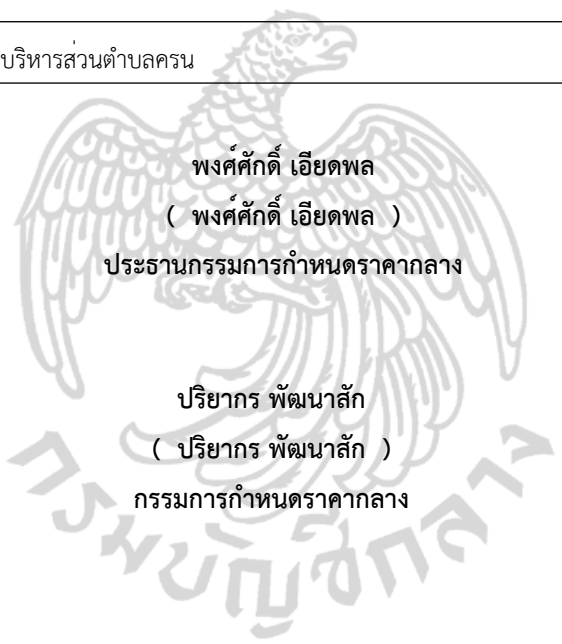 บริหารส่วนตำบลครน
พงศ์ศักดิ์ เอียดพล
( พงศ์ศักดิ์ เอียดพล )
ประธานกรรมการกำหนดราคากลาง
ปริยากร พัฒนาสัก
( ปริยากร พัฒนาสัก )
กรรมการกำหนดราคากลาง
กรมบัญชีกลาง